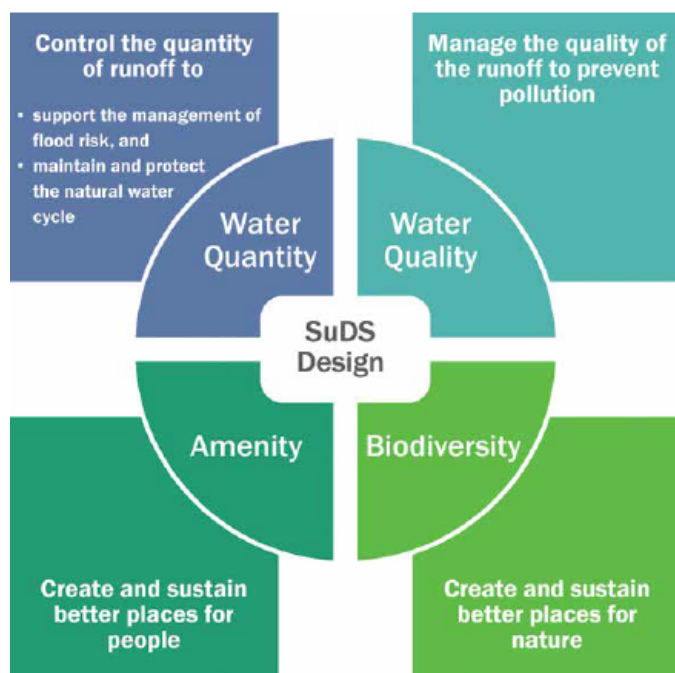 Control the quantity
of runoff to
• support the management of
flood risk, and
• maintain and protect
the natural water
cycle
Manage the quality of
the runoff to prevent
pollution
Water
Quantity
Water
Quality
SuDS
Design
Amenity
Biodiversity
Create and sustain
better places for
people
Create and sustain
better places for
nature